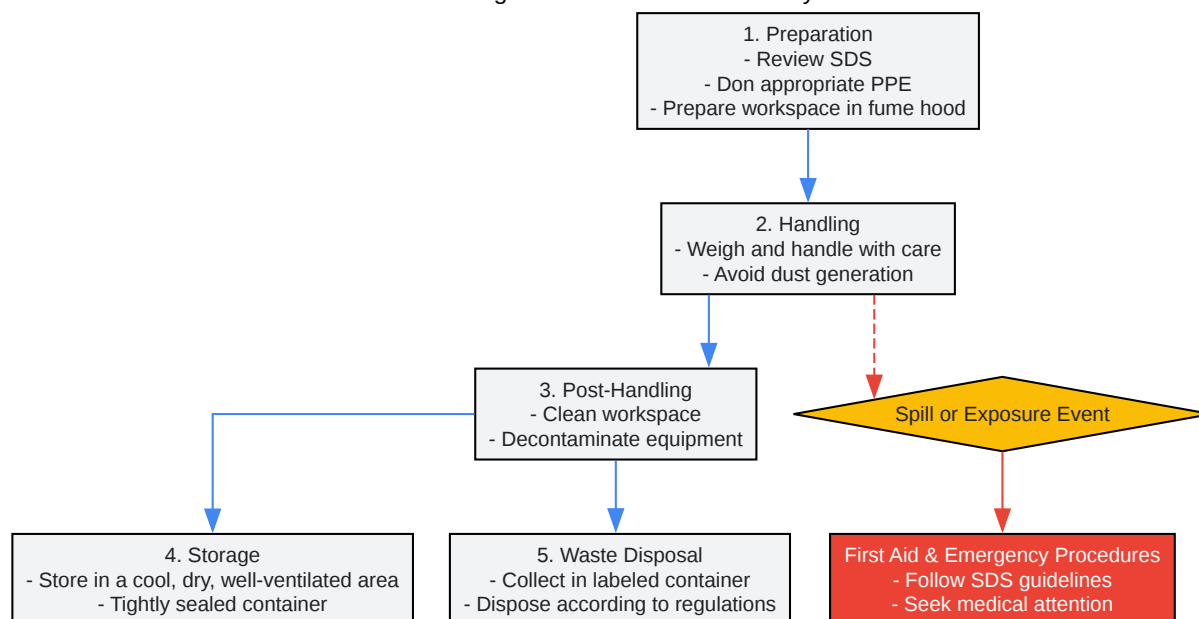 1. Preparation
- Review SDS
- Don appropriate PPE
- Prepare workspace in fume hood
2. Handling
- Weigh and handle with care
- Avoid dust generation
3. Post-Handling
- Clean workspace
- Decontaminate equipment
Spill or Exposure Event
4. Storage
- Store in a cool, dry, well-ventilated area
- Tightly sealed container
5. Waste Disposal
- Collect in labeled container
- Dispose according to regulations
First Aid & Emergency Procedures
- Follow SDS guidelines
- Seek medical attention